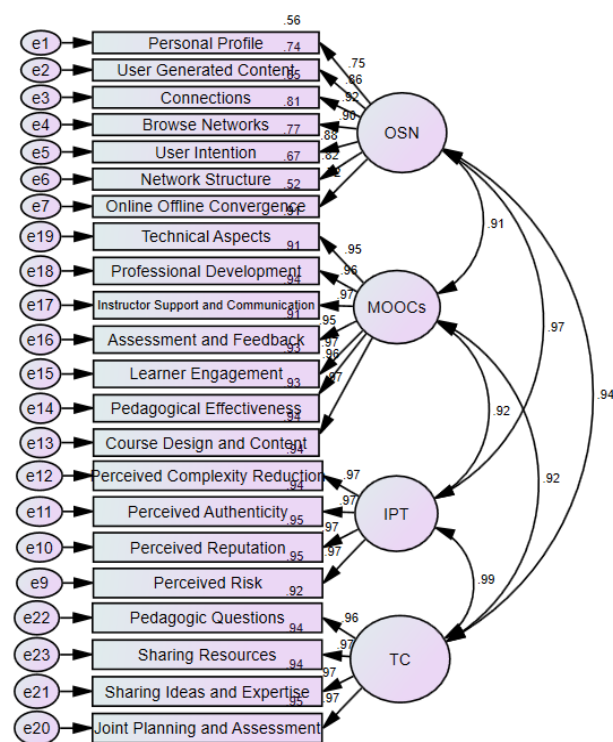 .56
e1 Personal Profile
.74 .75
e2 User Generated Content
.86
e3 Connections .92
.81 .90
e4 Browse Networks OSN
.77 .88
e5 User Intention
.67 .82
e6 Network Structure
.52
e7 Online Offline Convergence
.91
e19 Technical Aspects .91
.91 .95
e18 Professional Development .96
.94 .97
e17 Instructor Support and Communication MOOCs
.91 .95
e16 Assessment and Feedback .97 .97
.93 .96
e15 Learner Engagement
.93 .97 .94
e14 Pedagogical Effectiveness .92
.94
e13 Course Design and Content
.94
e12 Perceived Complexity Reduction .97 .92
.94 .97
e11 Perceived Authenticity IPT
.95 .97
e10 Perceived Reputation
.95 .97
e9 Perceived Risk .99
.92
e22 Pedagogic Questions .96
.94 .97
e23 Sharing Resources TC
.94 .97
e21 Sharing Ideas and Expertise
.95 .97
e20 Joint Planning and Assessment